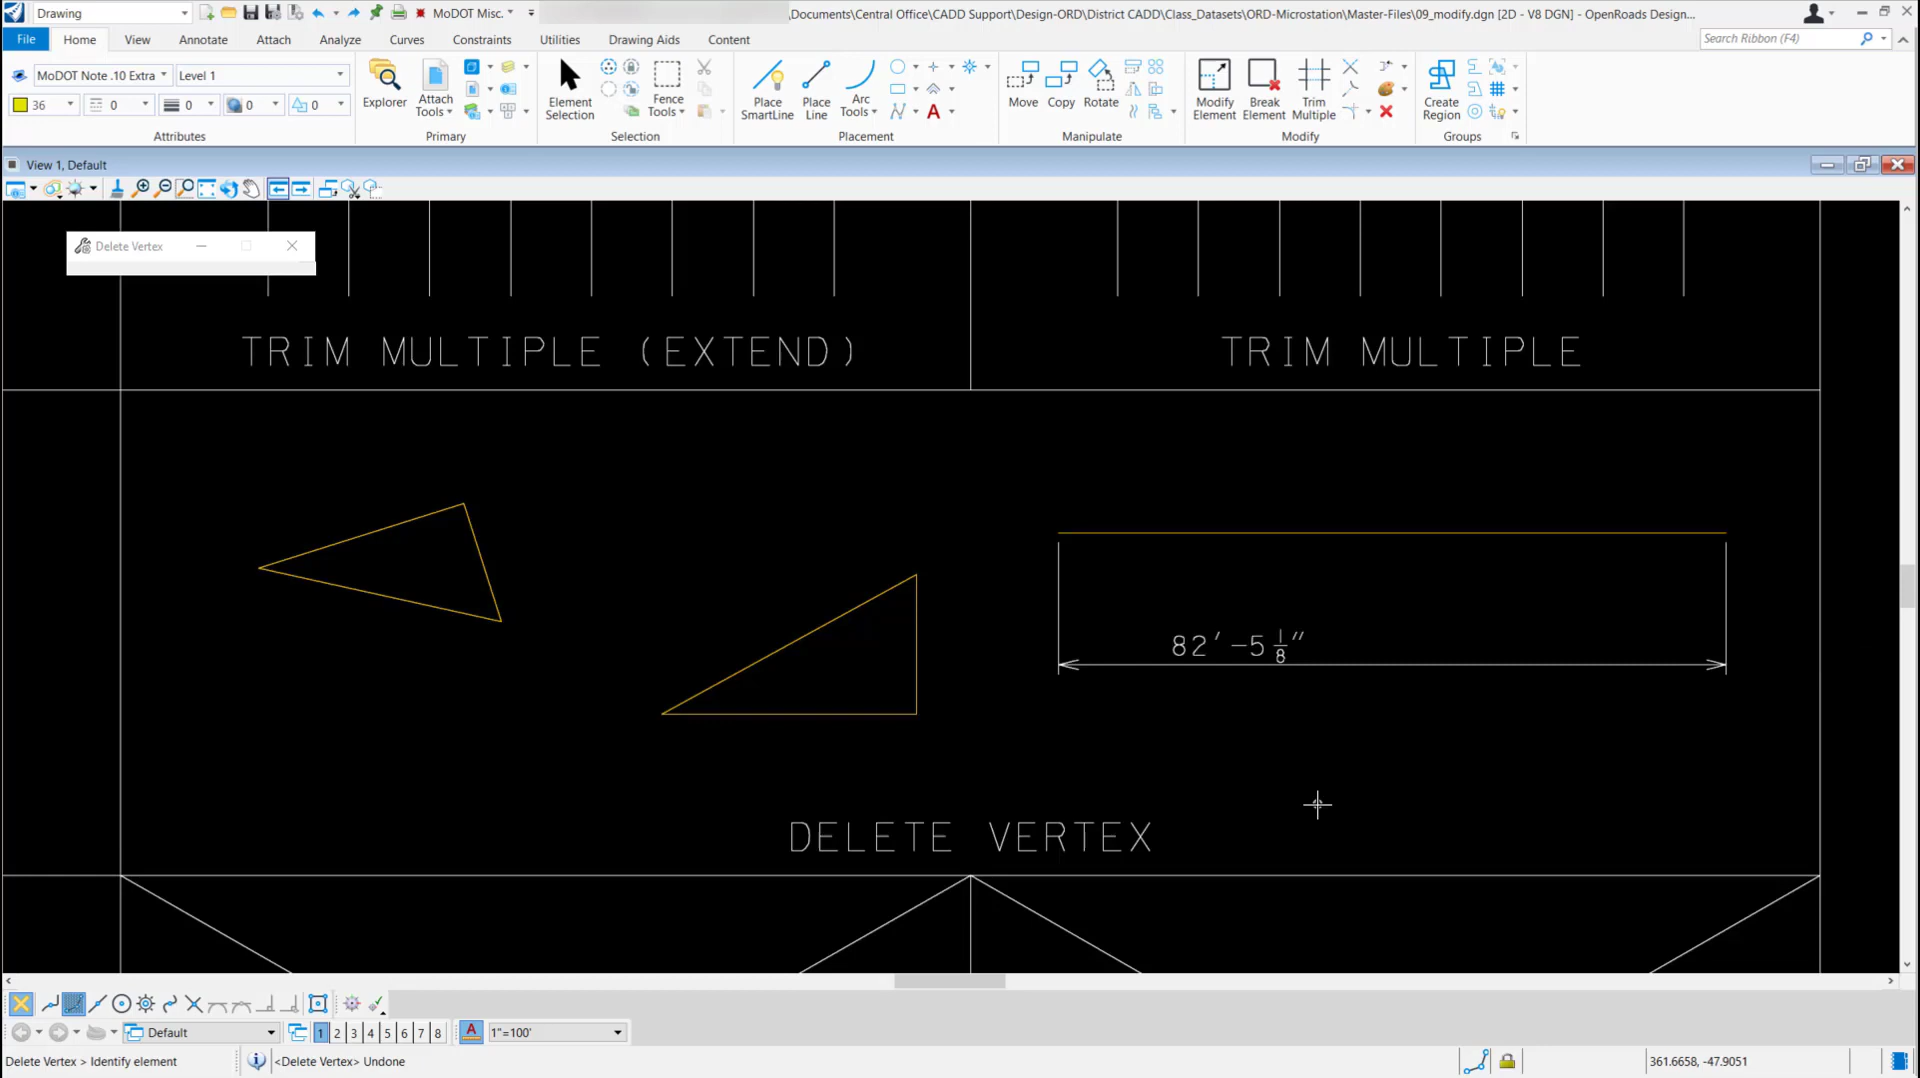 Drawing
MoDOT Misc.
\Documents\Central Office\CADD Support\Design-ORD\District CADD\Class_Datasets\ORD-Microstation\Master-Files\09_modify.dgn [2D - V8 DGN] - OpenRoads Design...
File Home View Annotate Attach Analyze Curves Constraints Utilities Drawing Aids Content
Search Ribbon (F4)
MoDOT Note .10 Extra
Level 1
36 0 0 0 0
Attributes
Explorer
Attach Tools
Primary
Element Selection
Fence Tools
Selection
Place SmartLine
Place Line
Arc Tools
Placement
Move
Copy
Rotate
Manipulate
Modify Element
Break Element
Trim Multiple
Modify
Create Region
Groups
View 1, Default
Delete Vertex
TRIM MULTIPLE (EXTEND)
TRIM MULTIPLE
82'-5 1/8"
DELETE VERTEX
Default
1 2 3 4 5 6 7 8
1"=100'
Delete Vertex > Identify element
<Delete Vertex> Undone
361.6658, -47.9051